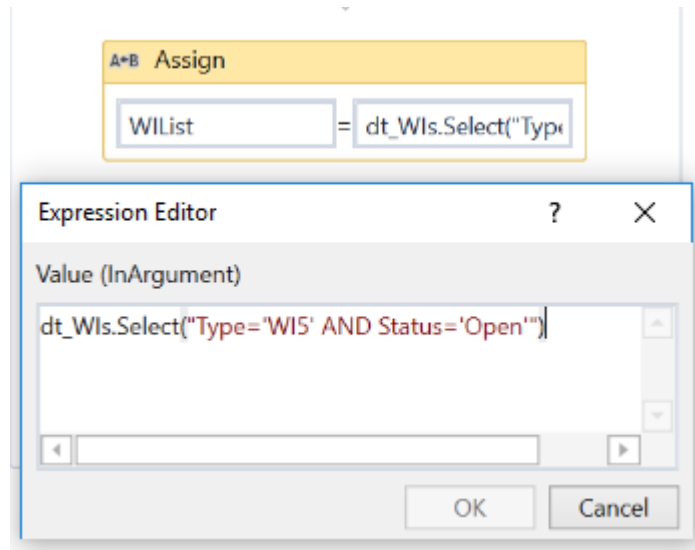 A+B Assign
WIList = dt_WIs.Select("Type
Expression Editor ? X
Value (InArgument)
dt_WIs.Select("Type='WI5' AND Status='Open'")
OK Cancel